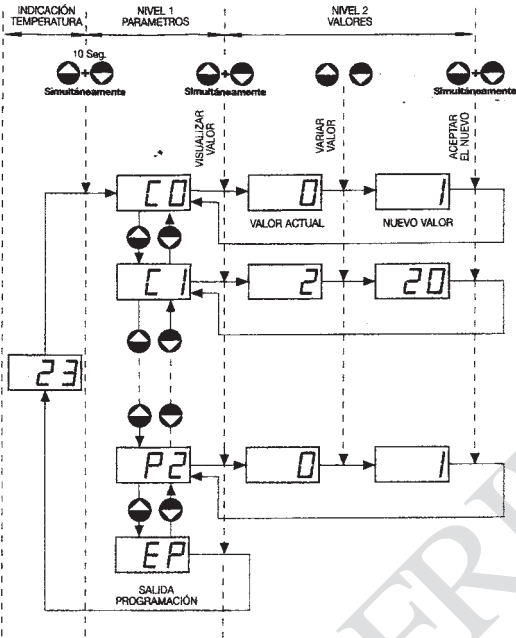 INDICACIÓN TEMPERATURA
NIVEL 1 PARAMETROS
NIVEL 2 VALORES
10 Seg.
+
Simultáneamente
+
Simultáneamente
+
Simultáneamente
VISUALIZAR VALOR
VARIAR VALOR
ACEPTAR EL NUEVO
C0
0
1
VALOR ACTUAL
NUEVO VALOR
C1
2
20
23
P2
0
1
EP
SALIDA PROGRAMACIÓN